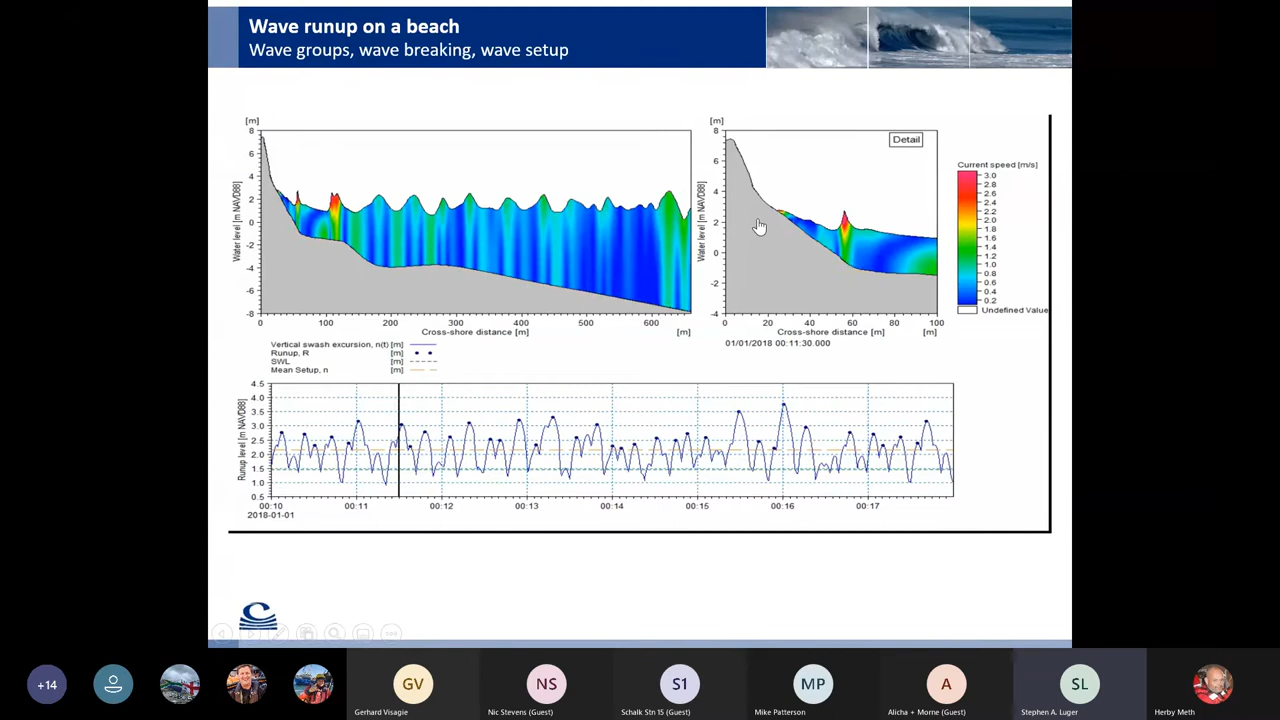 Wave runup on a beach
Wave groups, wave breaking, wave setup
[m]
8
6
4
2
0
-2
-4
-6
-8
Water level [m NAVD88]
0 100 200 300 400 500 600
Cross-shore distance [m] [m]
[m]
8
6
4
2
0
-2
-4
Water level [m NAVD88]
Detail
0 20 40 60 80 100
Cross-shore distance [m] [m]
01/01/2018 00:11:30.000
Current speed [m/s]
3.0
2.8
2.6
2.4
2.2
2.0
1.8
1.6
1.4
1.2
1.0
0.8
0.6
0.4
0.2
Undefined Value
Vertical swash excursion, n(t) [m]
Runup, R [m]
SWL [m]
Mean Setup, n [m]
4.5
4.0
3.5
3.0
2.5
2.0
1.5
1.0
0.5
Runup level [m NAVD88]
00:10 00:11 00:12 00:13 00:14 00:15 00:16 00:17
2018-01-01
+14
GV
Gerhard Visagie
NS
Nic Stevens (Guest)
S1
Schalk Stn 15 (Guest)
MP
Mike Patterson
A
Alicha + Morne (Guest)
SL
Stephen A. Luger
Herby Meth